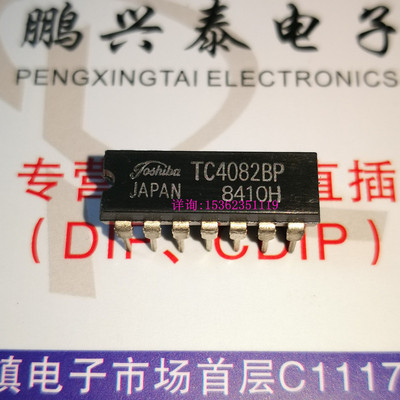 鹏兴泰电子
PENGXINGTAI ELECTRONICS
Toshiba TC4082BP
JAPAN 8410H
详询:15362351119
专营 直插
(DIP、CDIP)
镇电子市场首层C1117